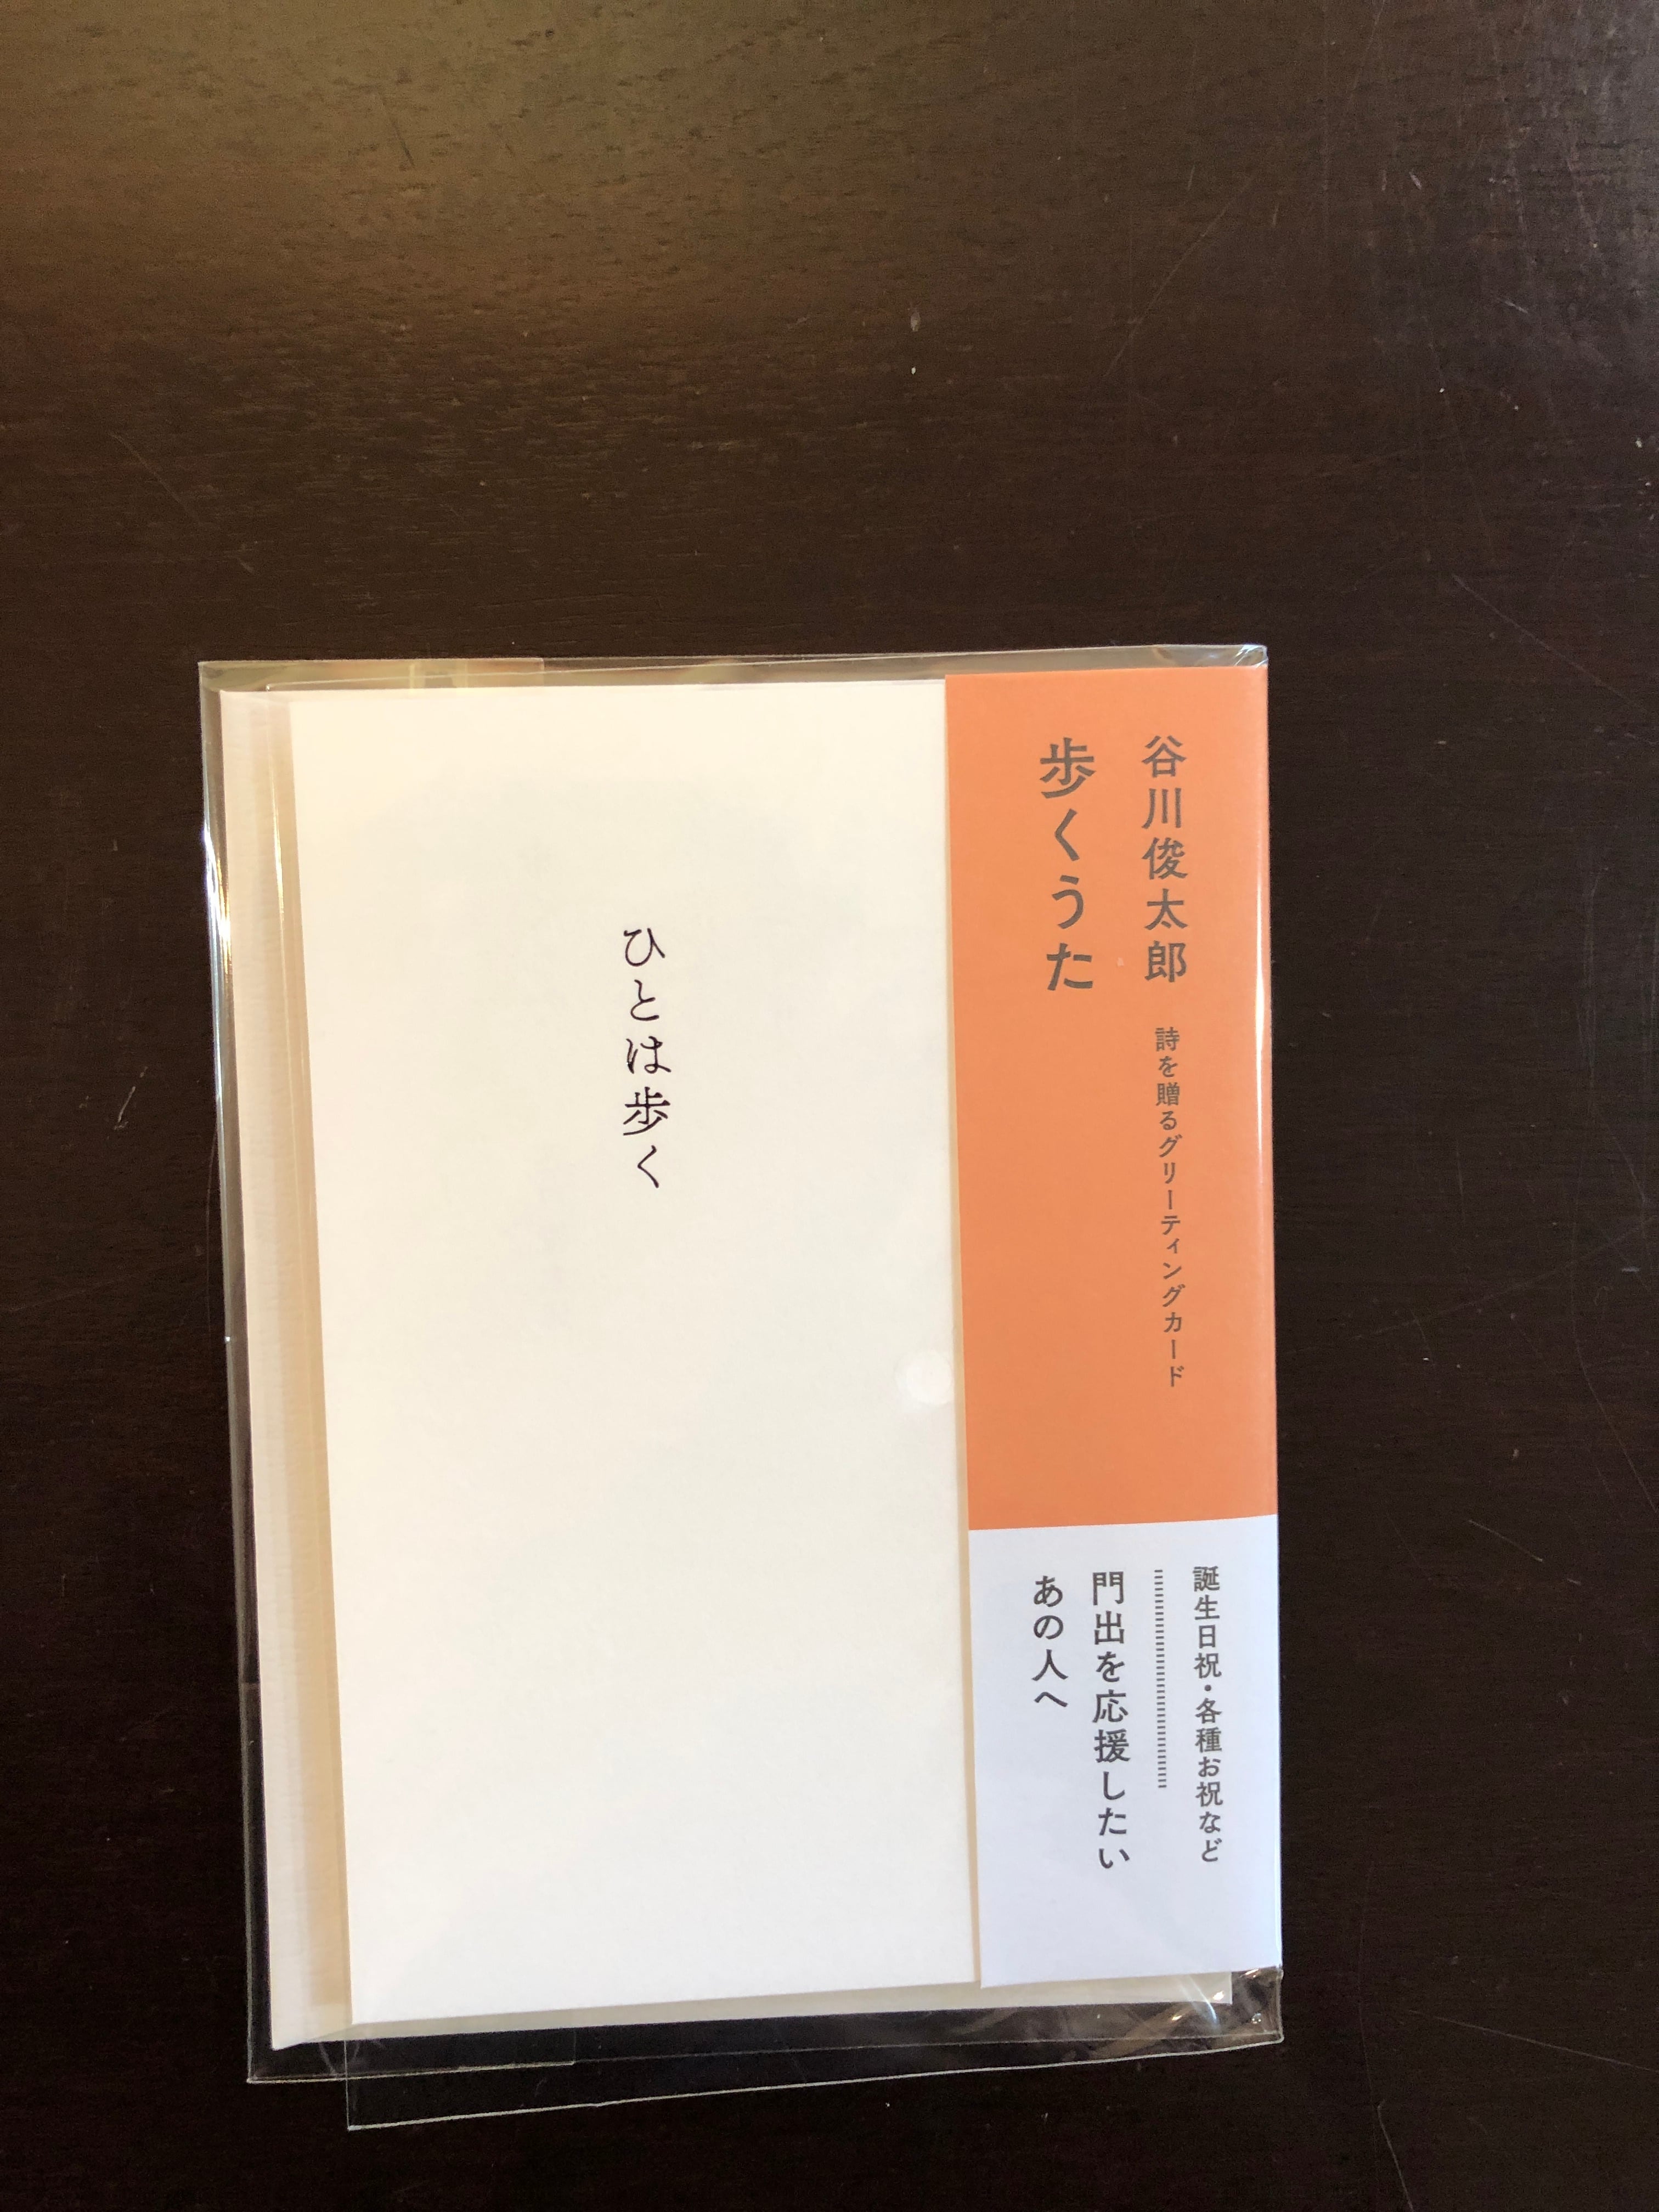 谷川俊太郎 詩を贈るグリーティングカード
歩くうた
誕生日祝・各種お祝など
門出を応援したい
あの人へ
ひとは歩く